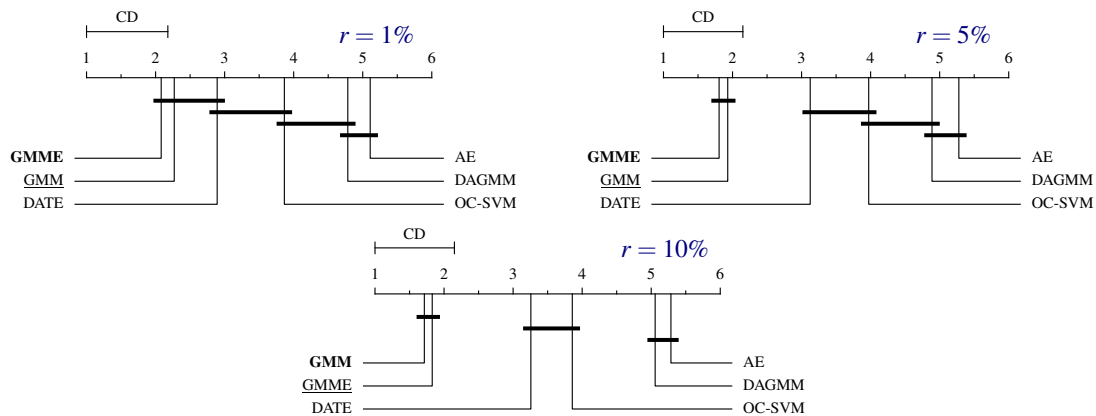 CD
r = 1%
1 2 3 4 5 6
GMME AE
GMM DAGMM
DATE OC-SVM
CD
r = 5%
1 2 3 4 5 6
GMME AE
GMM DAGMM
DATE OC-SVM
CD
r = 10%
1 2 3 4 5 6
GMM AE
GMME DAGMM
DATE OC-SVM